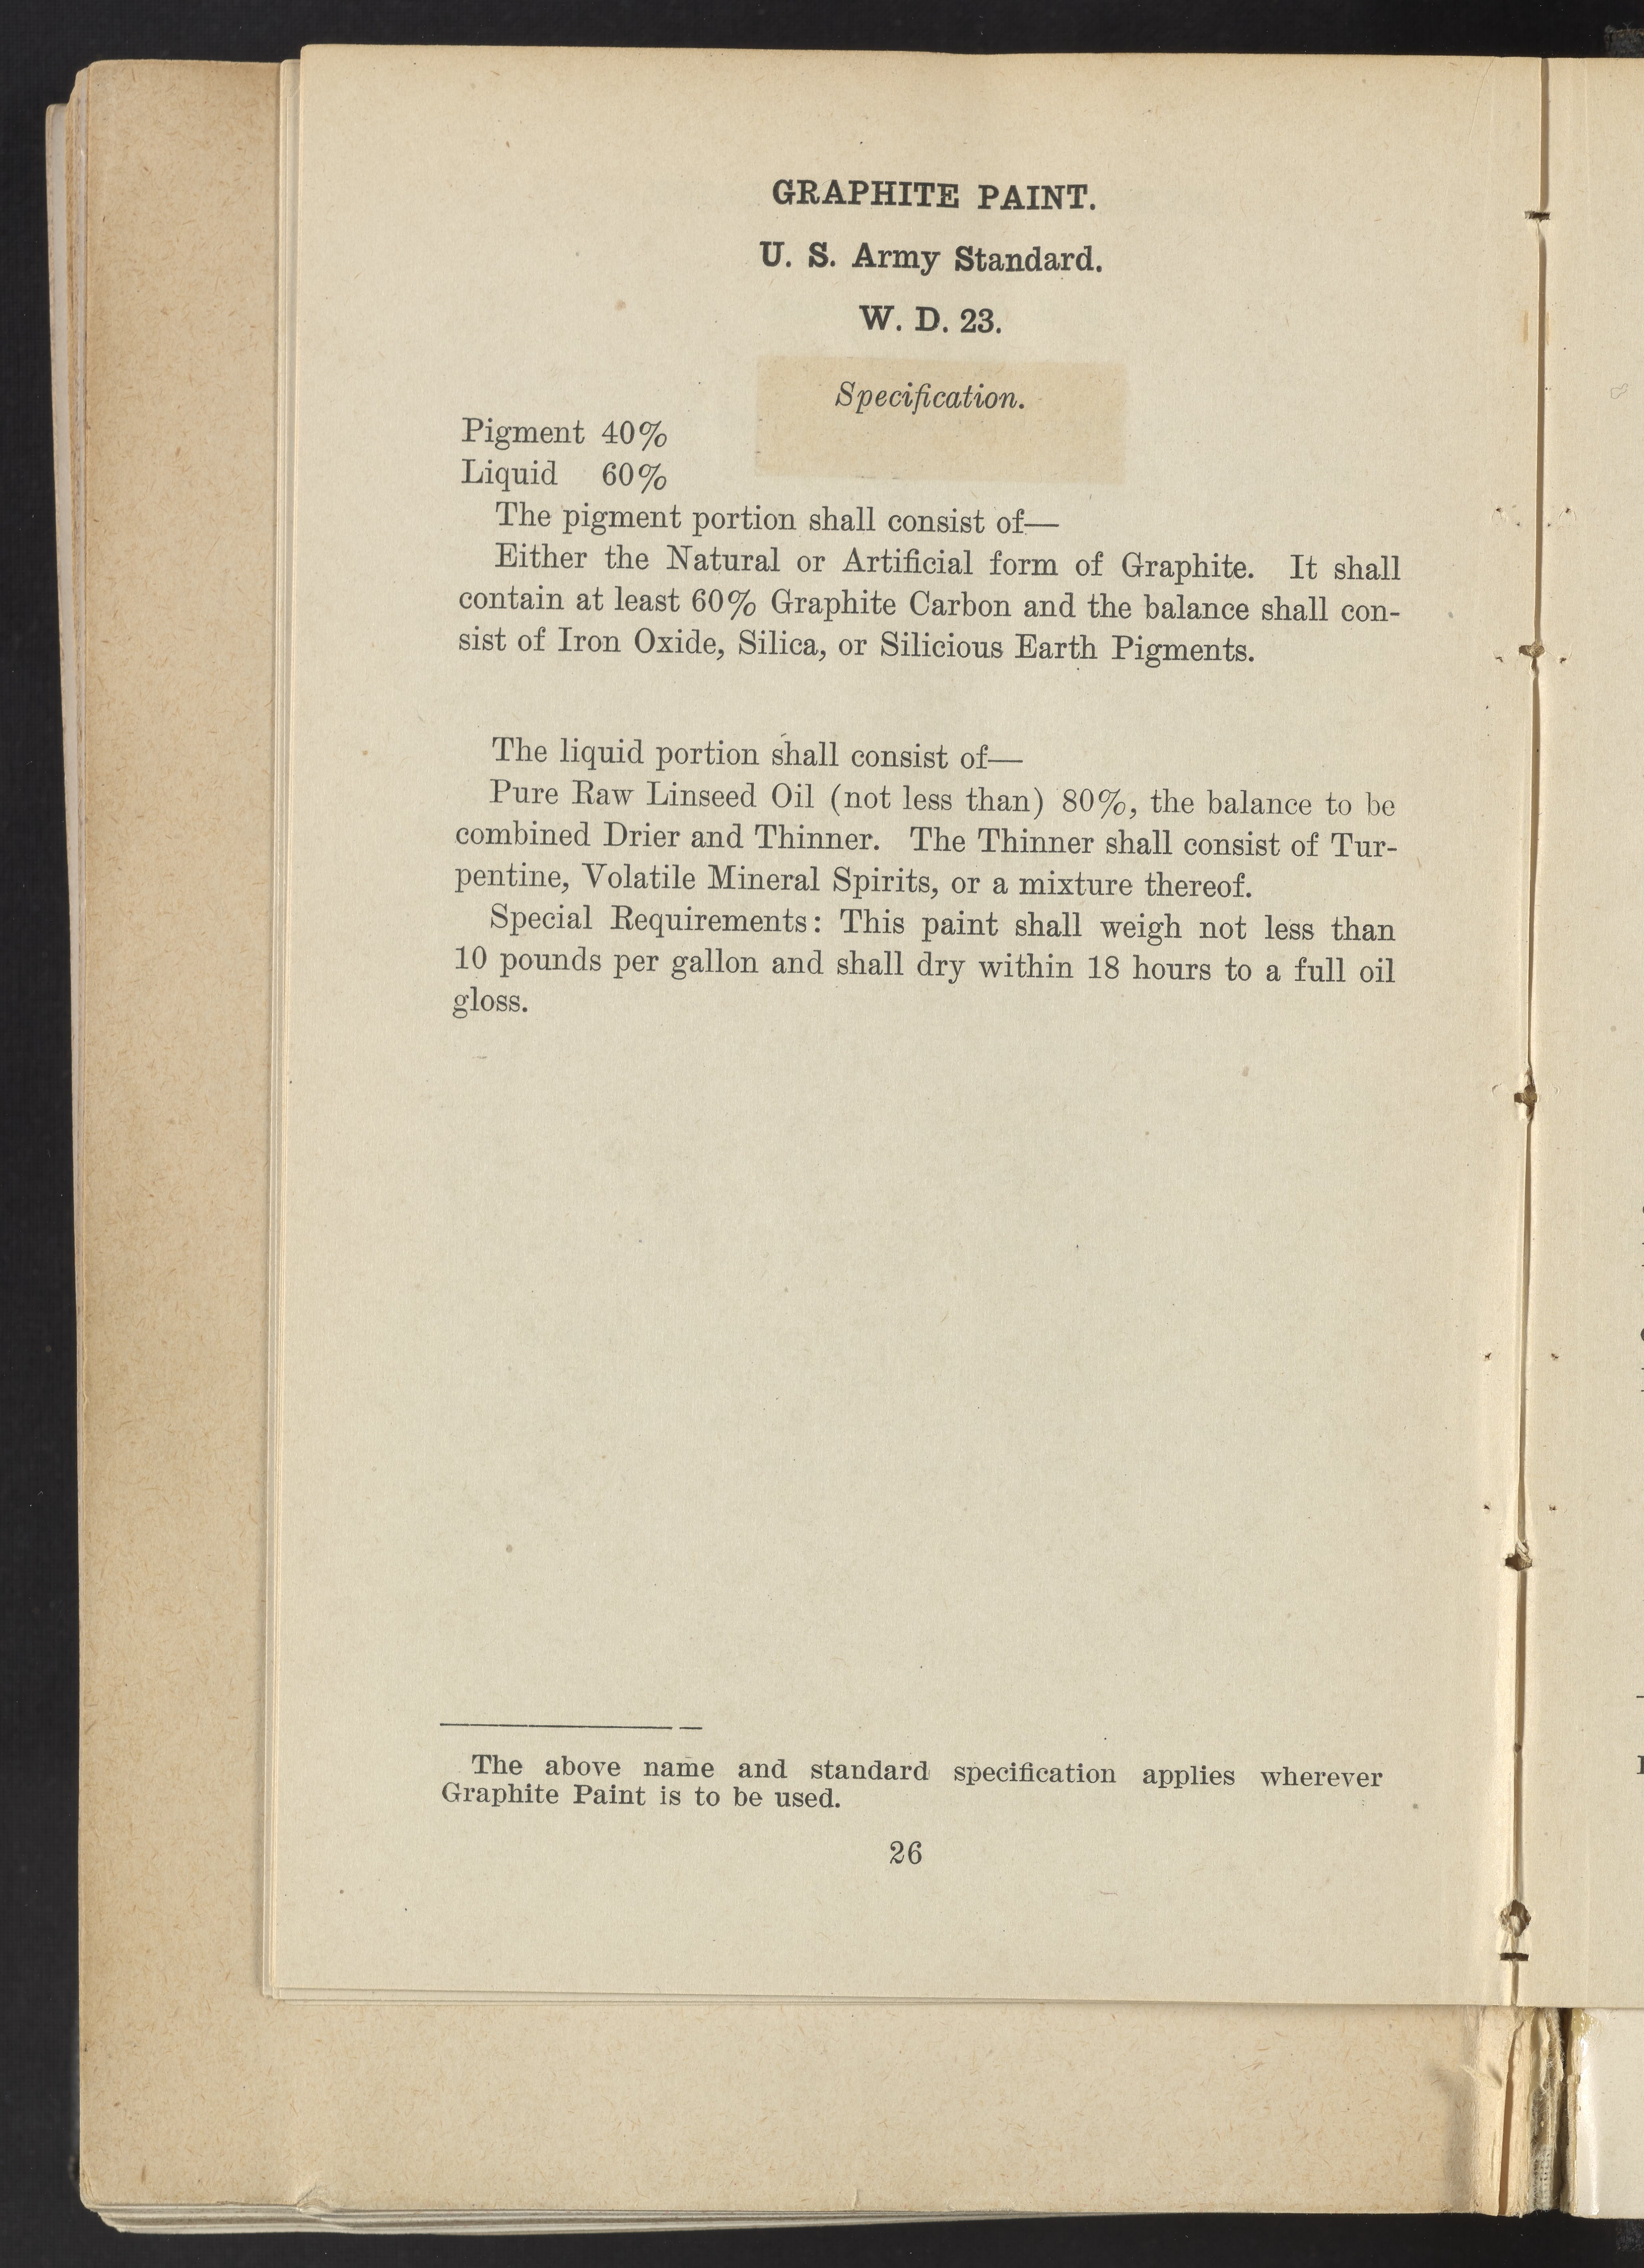 GRAPHITE PAINT.
U. S. Army Standard.
W. D. 23.
Specification.
Pigment 40%
Liquid 60%
The pigment portion shall consist of—
Either the Natural or Artificial form of Graphite. It shall
contain at least 60% Graphite Carbon and the balance shall con-
sist of Iron Oxide, Silica, or Silicious Earth Pigments.
The liquid portion shall consist of—
Pure Raw Linseed Oil (not less than) 80%, the balance to be
combined Drier and Thinner. The Thinner shall consist of Tur-
pentine, Volatile Mineral Spirits, or a mixture thereof.
Special Requirements: This paint shall weigh not less than
10 pounds per gallon and shall dry within 18 hours to a full oil
gloss.
The above name and standard specification applies wherever
Graphite Paint is to be used.
26